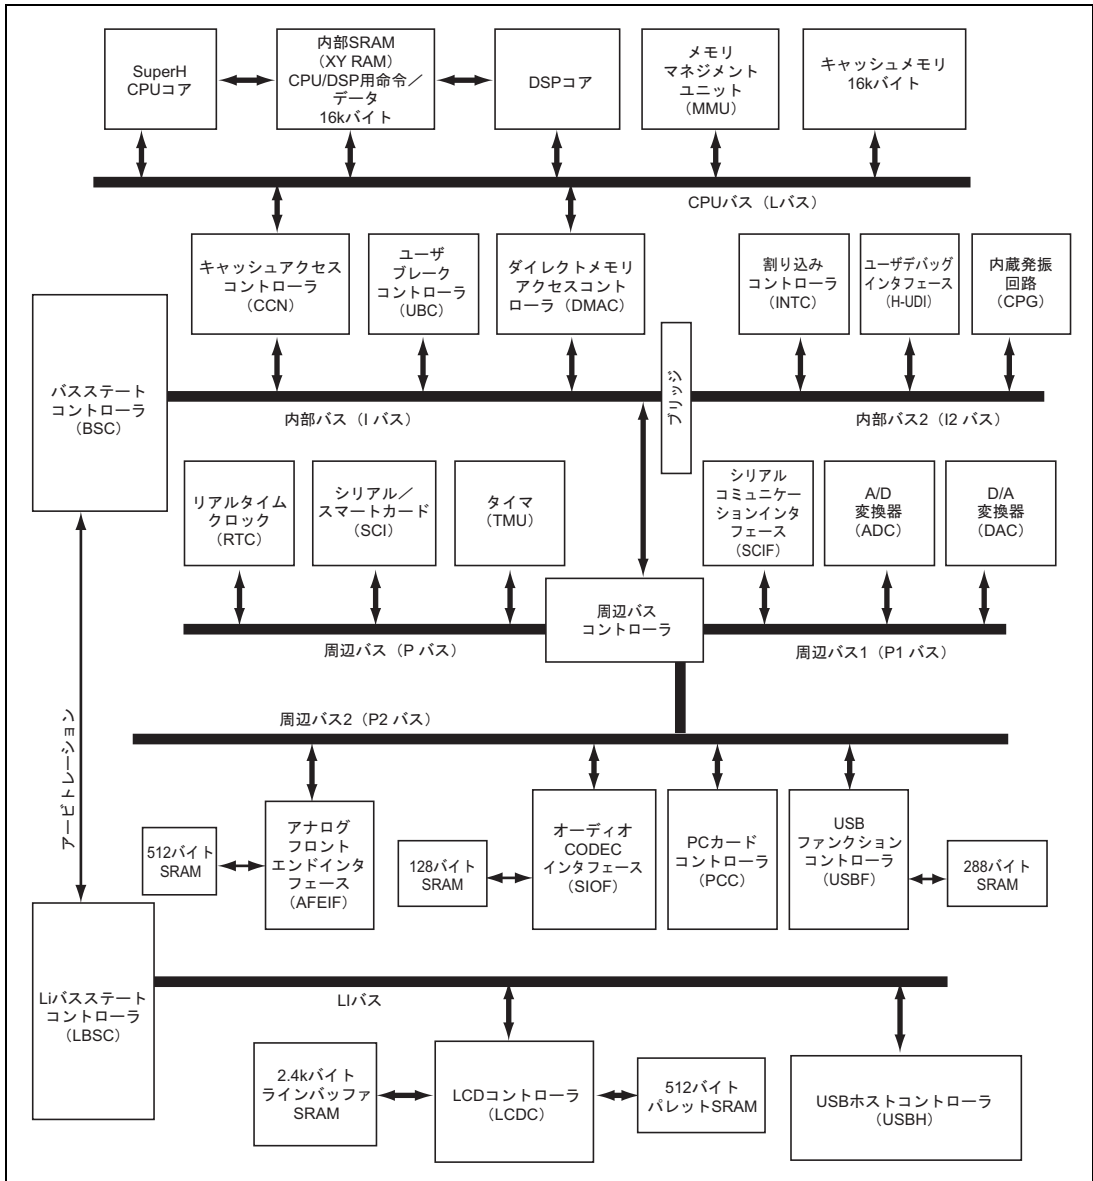 SuperH
CPUコア
内部SRAM
（XY RAM）
CPU/DSP用命令／
データ
16kバイト
DSPコア
メモリ
マネジメント
ユニット
（MMU）
キャッシュメモリ
16kバイト
CPUバス（Lバス）
キャッシュアクセス
コントローラ
（CCN）
ユーザ
ブレーク
コントローラ
（UBC）
ダイレクトメモリ
アクセスコント
ローラ（DMAC）
割り込み
コントローラ
（INTC）
ユーザデバッグ
インタフェース
（H-UDI）
内蔵発振
回路
（CPG）
バスステート
コントローラ
（BSC）
ブリッジ
内部バス（I バス）
内部バス2（I2 バス）
リアルタイム
クロック
（RTC）
シリアル／
スマートカード
（SCI）
タイマ
（TMU）
シリアル
コミュニケー
ションインタ
フェース
（SCIF）
A/D
変換器
（ADC）
D/A
変換器
（DAC）
周辺バス
コントローラ
周辺バス（P バス）
周辺バス1（P1 バス）
アービトレーション
周辺バス2（P2 バス）
512バイト
SRAM
アナログ
フロント
エンドインタ
フェース
（AFEIF）
128バイト
SRAM
オーディオ
CODEC
インタフェース
（SIOF）
PCカード
コントローラ
（PCC）
USB
ファンクション
コントローラ
（USBF）
288バイト
SRAM
Liバスステート
コントローラ
（LBSC）
LIバス
2.4kバイト
ラインバッファ
SRAM
LCDコントローラ
（LCDC）
512バイト
パレットSRAM
USBホストコントローラ
（USBH）